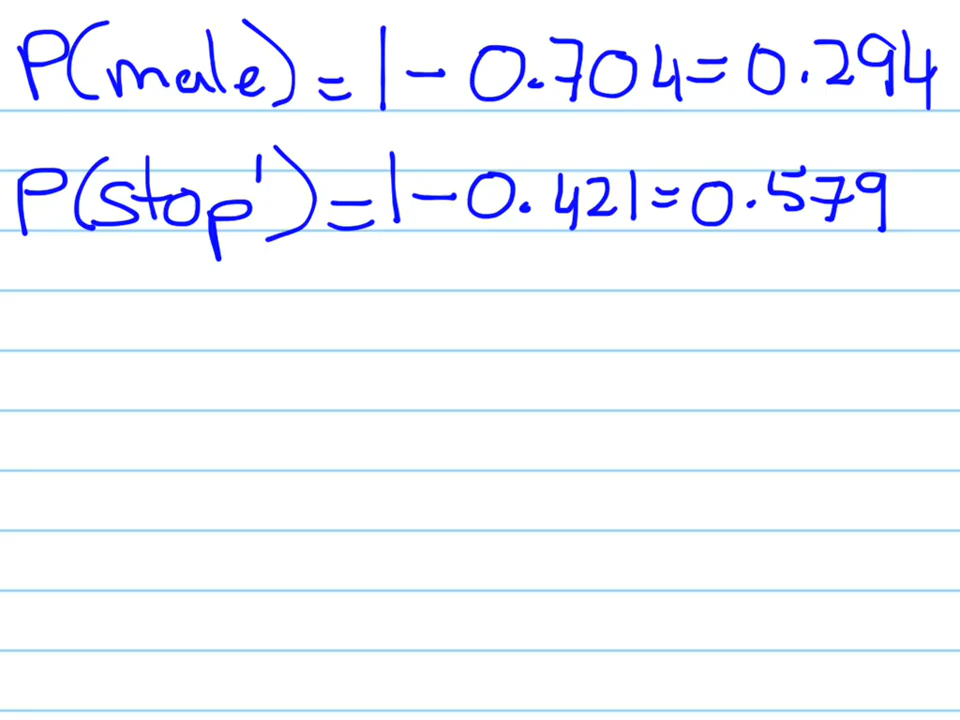 P(male) = 1 - 0.704 = 0.294
P(stop') = 1 - 0.421 = 0.579